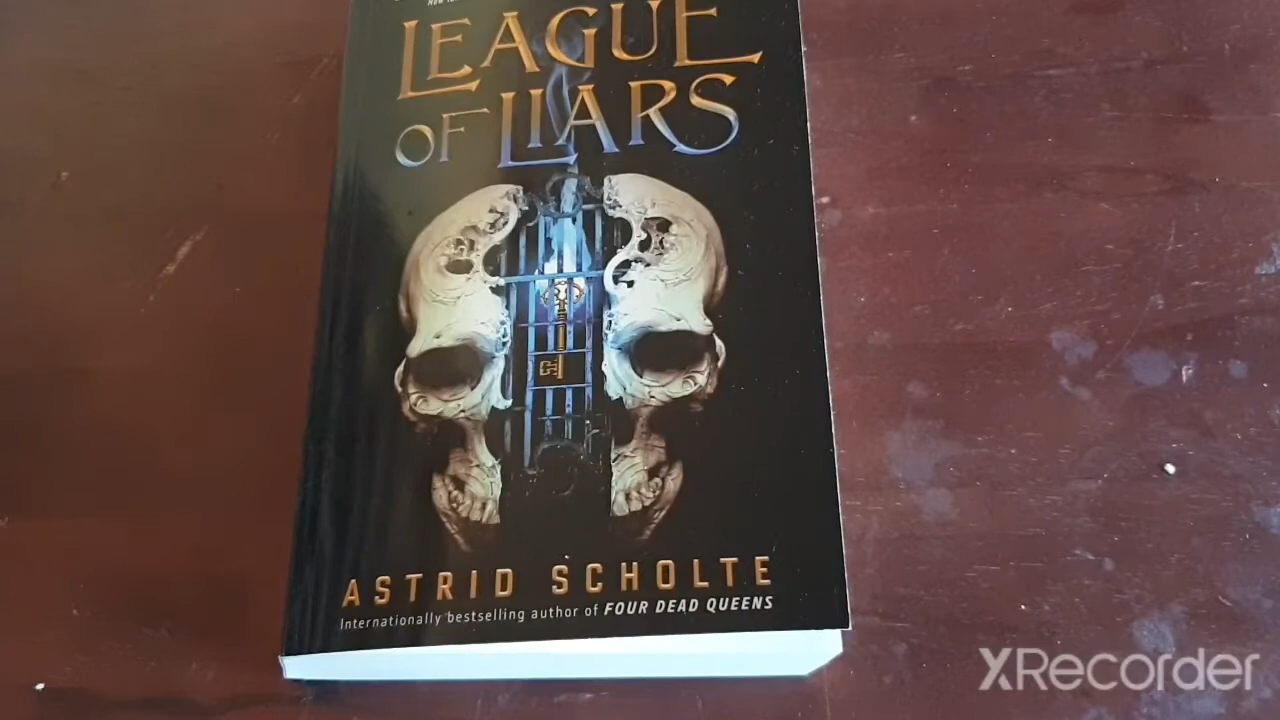 LEAGUE
OF LIARS
ASTRID SCHOLTE
Internationally bestselling author of FOUR DEAD QUEENS
XRecorder